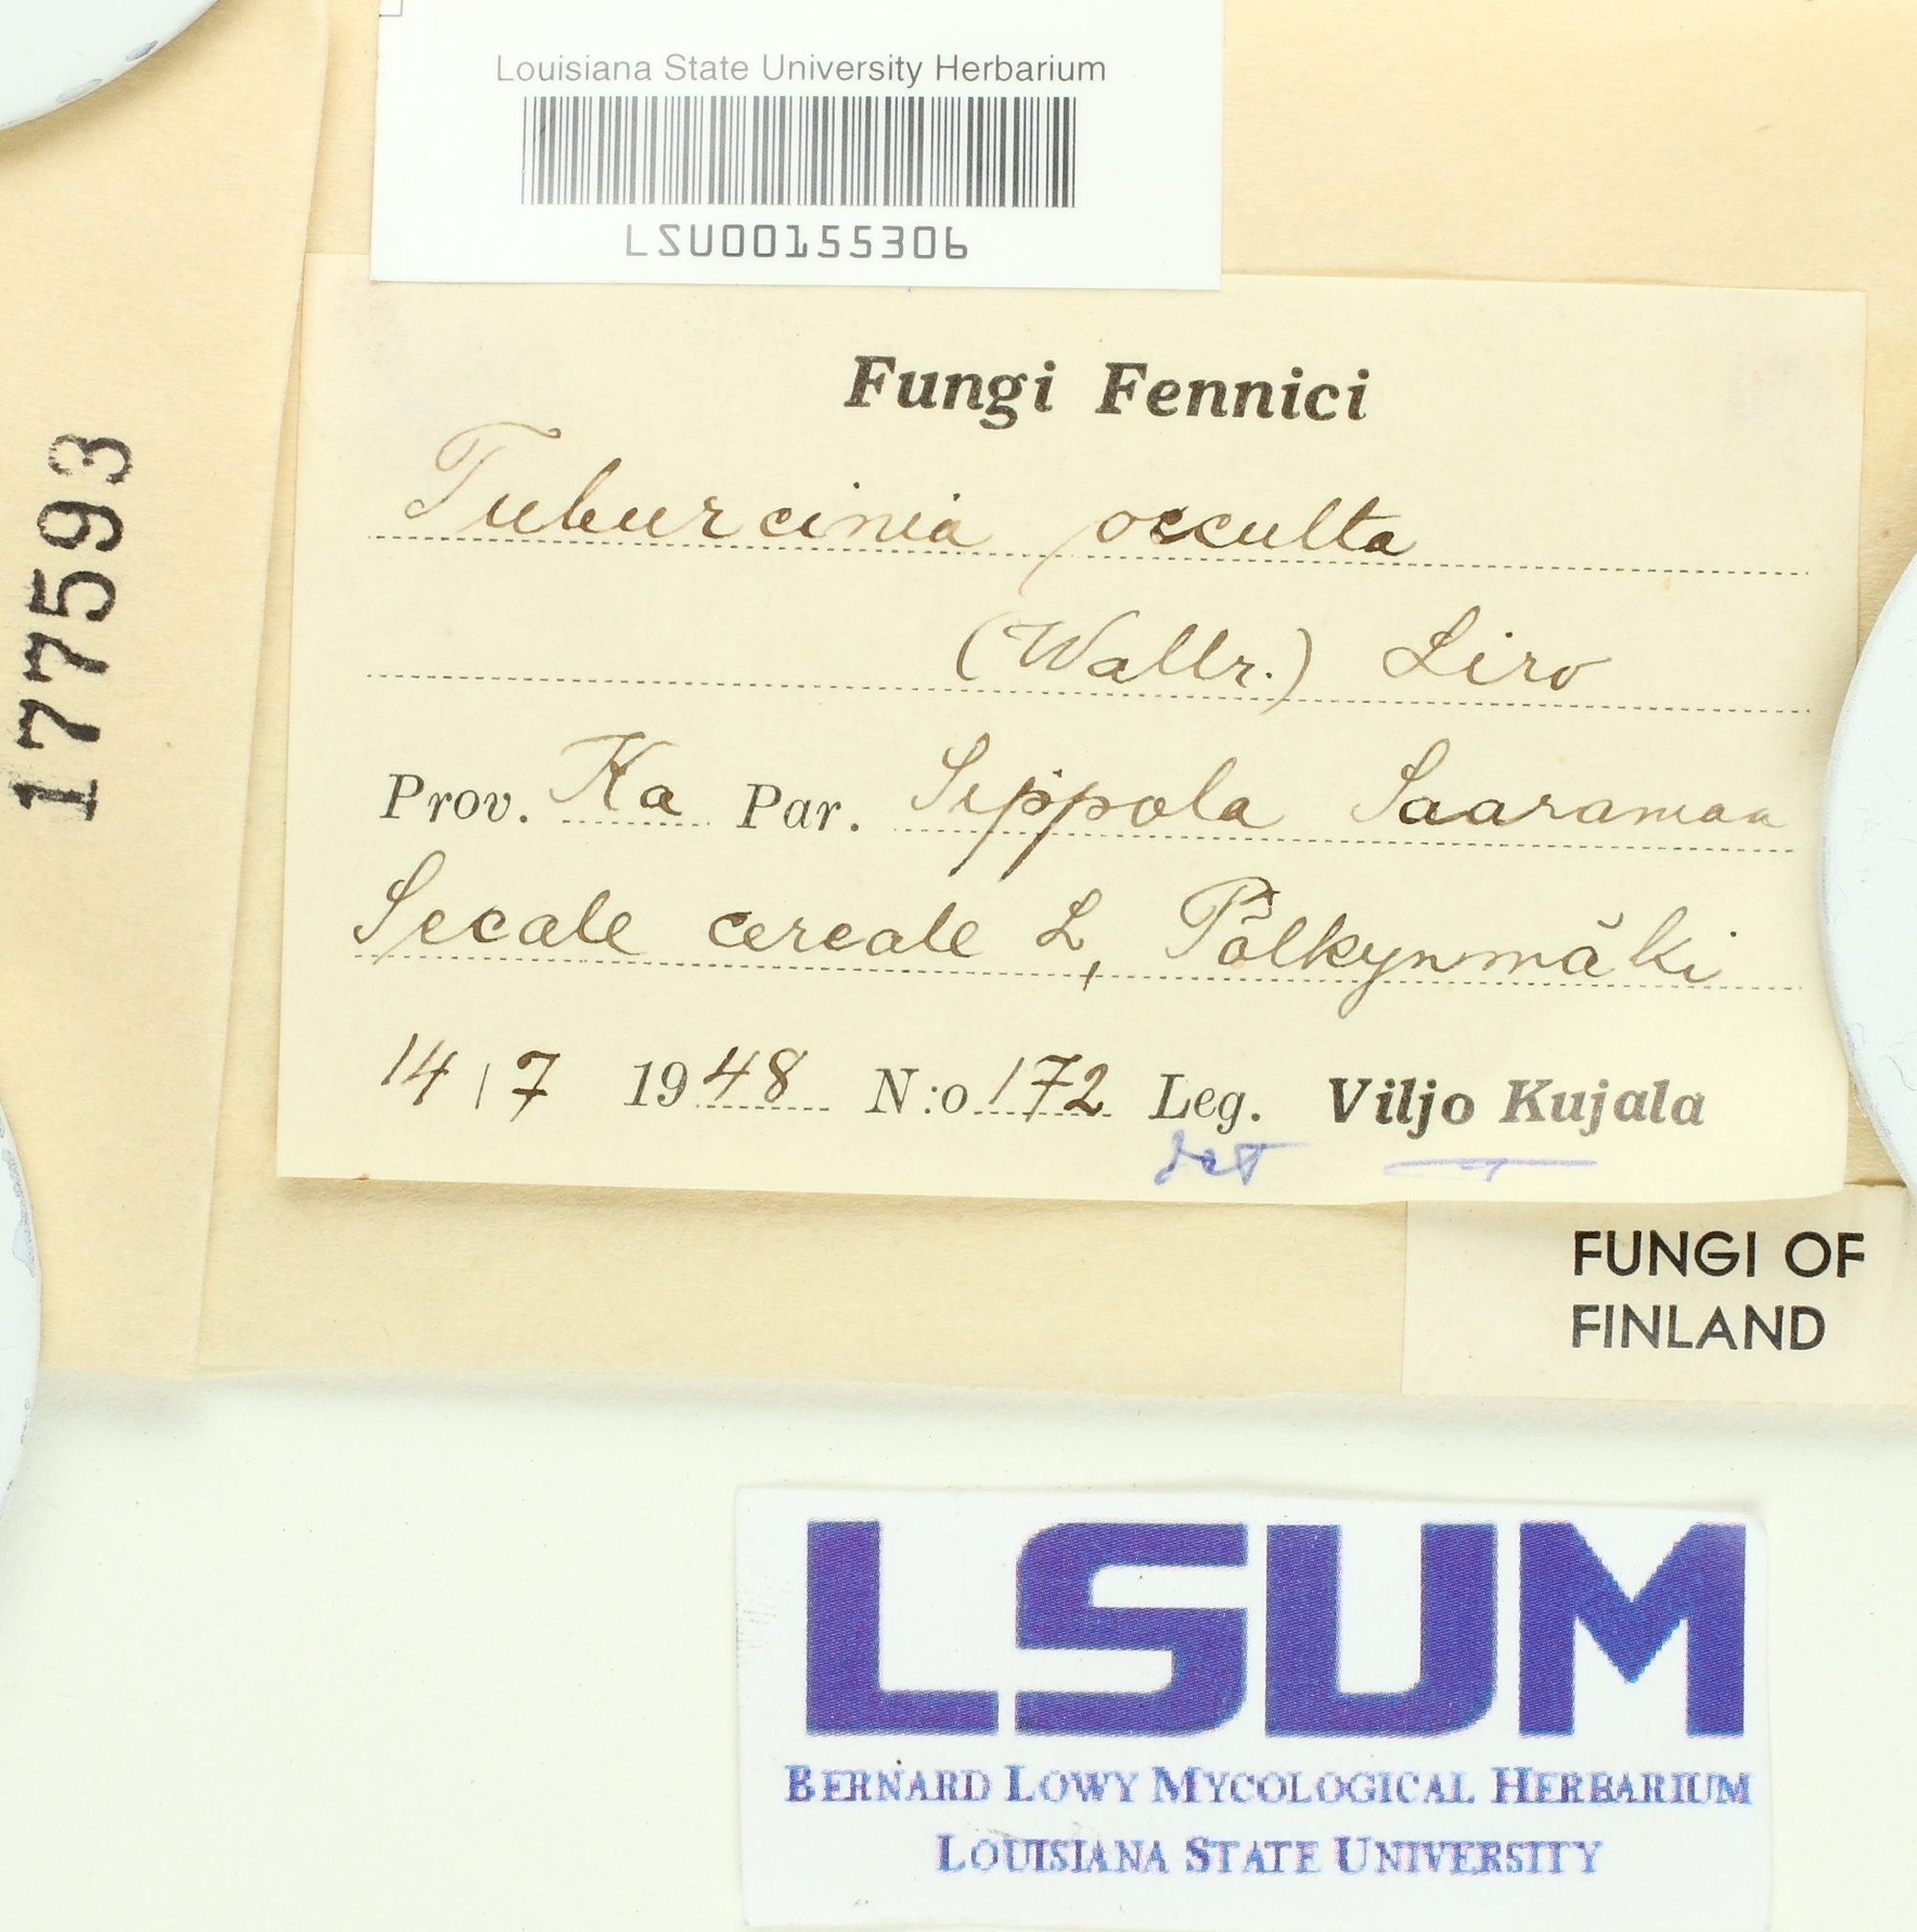 Louisiana State University Herbarium
LSU00155306
177593
Fungi Fennici
Tuburcinia occulta
(Wallr.) Liro
Prov. Ka Par. Sippola Saaramaa
Secale cereale L, Pölkynmäki
14/7 1948 N:o 172 Leg. Viljo Kujala
det
FUNGI OF
FINLAND
LSUM
BERNARD LOWY MYCOLOGICAL HERBARIUM
LOUISIANA STATE UNIVERSITY